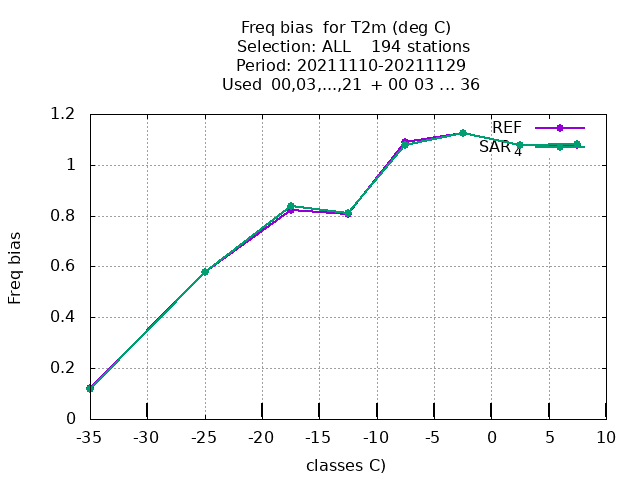 Freq bias  for T2m (deg C)
Selection: ALL    194 stations
Period: 20211110-20211129
Used  00,03,...,21  + 00 03 ... 36
1.2
1
0.8
0.6
0.4
0.2
0
REF
SAR4
Freq bias
-35 -30 -25 -20 -15 -10 -5 0 5 10
classes C)